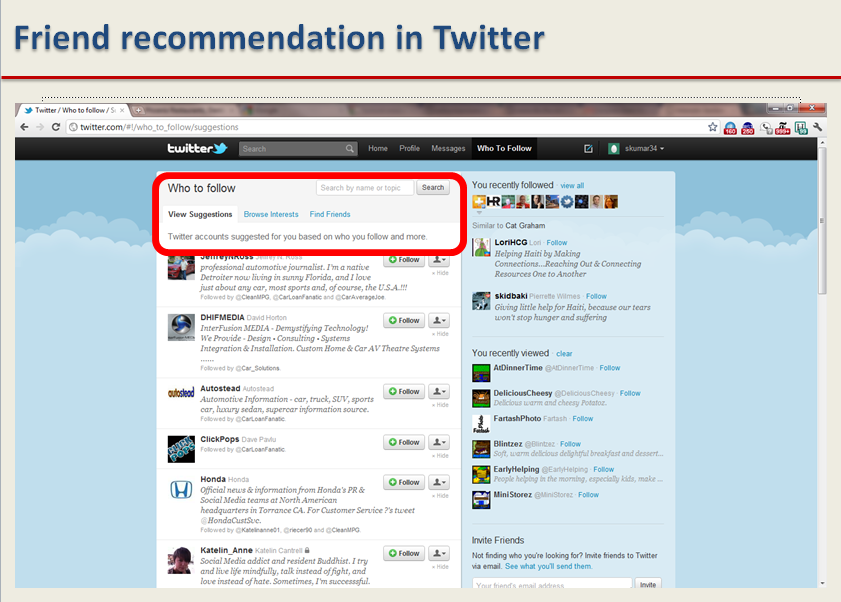 Friend recommendation in Twitter
Twitter / Who to follow / S
twitter.com/#!/who_to_follow/suggestions
twitter
Search
Home
Profile
Messages
Who To Follow
skumar34
Who to follow
Search by name or topic
Search
View Suggestions
Browse Interests
Find Friends
Twitter accounts suggested for you based on who you follow and more.
JeffreyNRoss Jeffrey N. Ross
Follow
× Hide
professional automotive journalist. I'm a native
Detroiter now living in sunny Florida, and I love
just about any car, most sports and, of course, the U.S.A.!!!
Followed by @CleanMPG, @CarLoanFanatic and @CarAverageJoe.
DHIFMEDIA David Horton
Follow
× Hide
InterFusion MEDIA - Demystifying Technology!
We Provide - Design • Consulting • Systems
Integration & Installation. Custom Home & Car AV Theatre Systems
......
Followed by @Car_Solutions.
autostead
Autostead Autostead
Follow
× Hide
Automotive Information - car, truck, SUV, sports
car, luxury sedan, supercar information source.
Followed by @CarLoanFanatic.
ClickPops Dave Pavlu
Follow
× Hide
Followed by @CarLoanFanatic.
Honda Honda
Follow
× Hide
Official news & information from Honda's PR &
Social Media teams at North American
headquarters in Torrance CA. For Customer Service ?'s tweet
@HondaCustSvc.
Followed by @Katelinanne01, @riecer90 and @CleanMPG.
Katelin_Anne Katelin Cantrell
Follow
× Hide
Social Media addict and resident Buddhist. I try
and live life mindfully, talk instead of fight, and
love instead of hate. Sometimes, I'm successful.
You recently followed · view all
HR
Similar to Cat Graham
LoriHCG Lori · Follow
Helping Haiti by Making
Connections...Reaching Out & Connecting
Resources One to Another
skidbaki Pierrette Wilmes · Follow
Giving little help for Haiti, because our tears
won't stop hunger and suffering
You recently viewed · clear
AtDinnerTime @AtDinnerTime · Follow
DeliciousCheesy @DeliciousCheesy · Follow
Delicious warm and cheesy Potatoz.
FartashPhoto Fartash · Follow
Blintzez @Blintzez · Follow
Soft, warm delicious delightful breakfast and dessert...
EarlyHelping @EarlyHelping · Follow
People helping in the morning, especially kids, make ...
MiniStorez @MiniStorez · Follow
Invite Friends
Not finding who you're looking for? Invite friends to Twitter
via email. See what you'll send them.
Your friend's email address
Invite